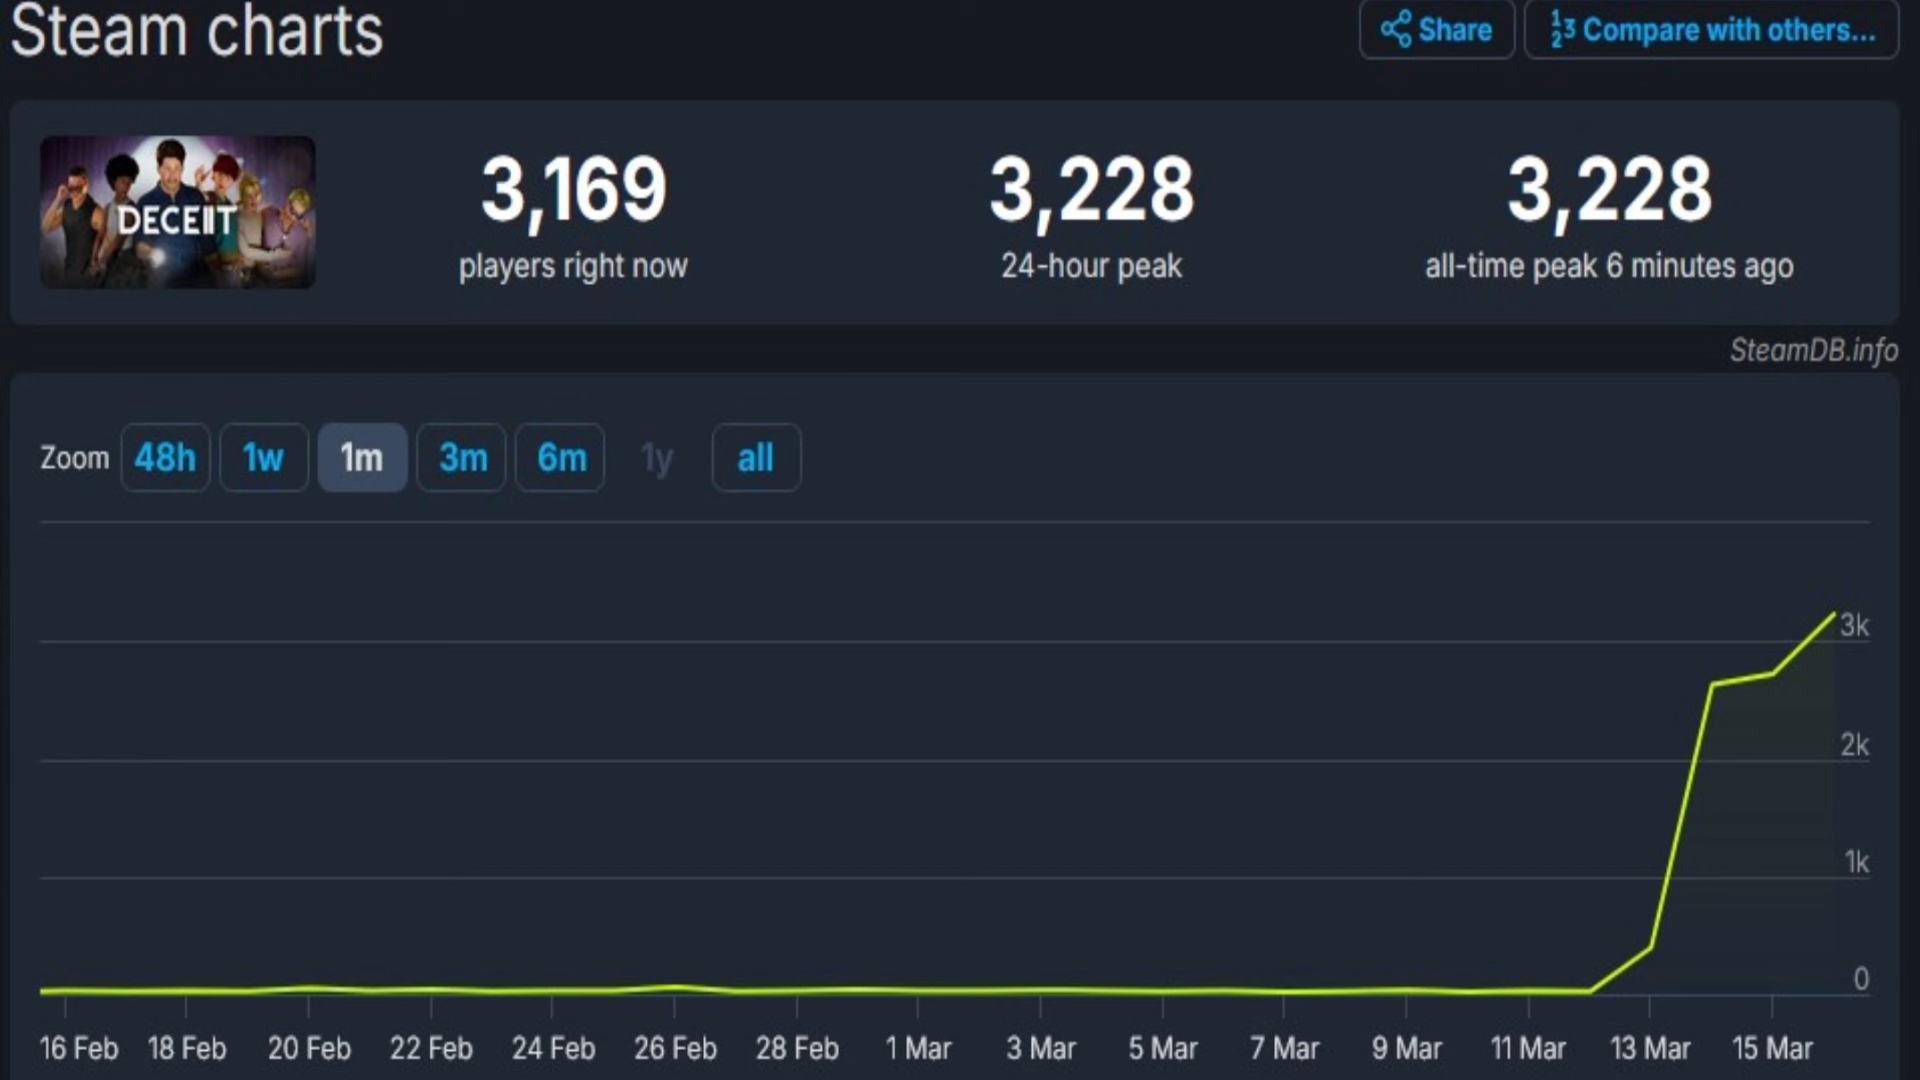 Steam charts
Share
123 Compare with others...
DECEIIT
3,169
players right now
3,228
24-hour peak
3,228
all-time peak 6 minutes ago
SteamDB.info
Zoom 48h 1w 1m 3m 6m 1y all
3k
2k
1k
0
16 Feb 18 Feb 20 Feb 22 Feb 24 Feb 26 Feb 28 Feb 1 Mar 3 Mar 5 Mar 7 Mar 9 Mar 11 Mar 13 Mar 15 Mar